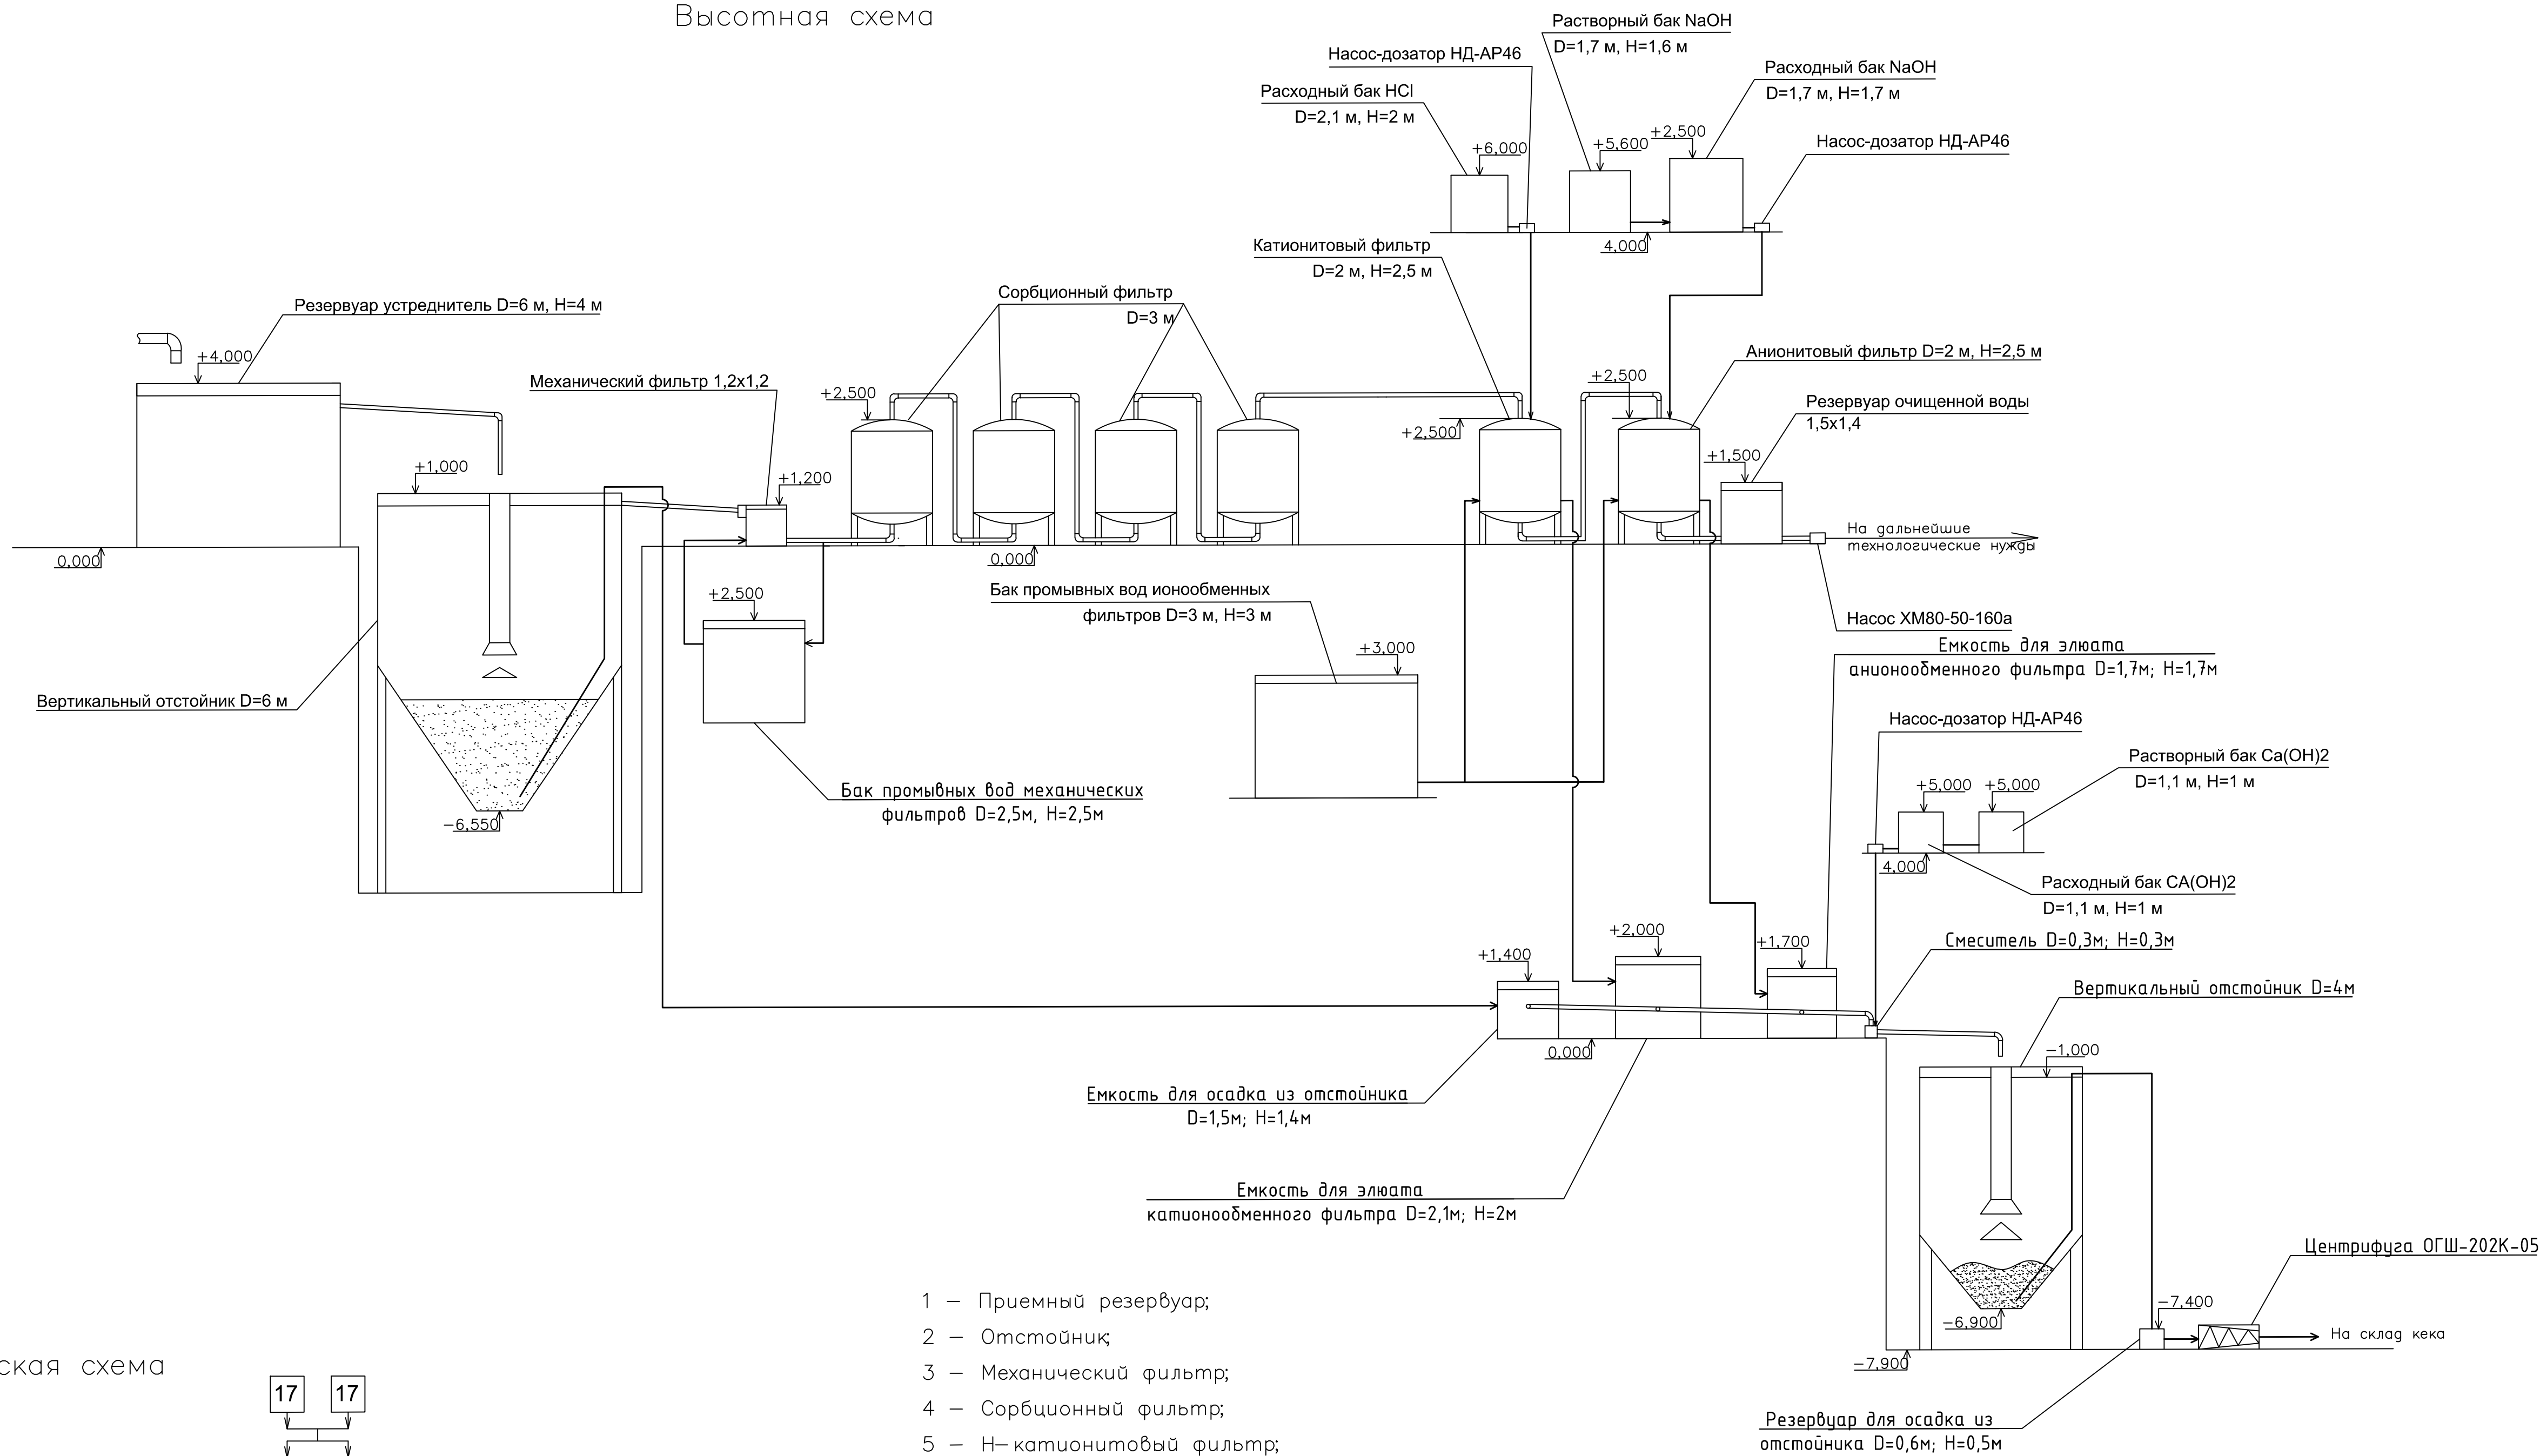 Высотная схема
Растворный бак NaOH
D=1,7 м, H=1,6 м
Насос-дозатор НД-АР46
Расходный бак NaOH
D=1,7 м, H=1,7 м
Расходный бак HCl
D=2,1 м, H=2 м
Насос-дозатор НД-АР46
+6,000
+5,600
+2,500
4,000
Катионитовый фильтр
D=2 м, H=2,5 м
Сорбционный фильтр
D=3 м
Резервуар устреднитель D=6 м, H=4 м
+4,000
Механический фильтр 1,2х1,2
+2,500
+2,500
+2,500
Анионитовый фильтр D=2 м, H=2,5 м
Резервуар очищенной воды
1,5х1,4
+1,000
+1,200
+1,500
На дальнейшие
технологические нужды
0,000
0,000
+2,500
Бак промывных вод ионообменных
фильтров D=3 м, H=3 м
Насос ХМ80-50-160а
+3,000
Емкость для элюата
анионообменного фильтра D=1,7м; Н=1,7м
Вертикальный отстойник D=6 м
Насос-дозатор НД-АР46
Растворный бак Ca(OH)2
D=1,1 м, H=1 м
+5,000
+5,000
Бак промывных вод механических
фильтров D=2,5м, Н=2,5м
-6,550
4,000
Расходный бак СА(ОН)2
D=1,1 м, H=1 м
+1,400
+2,000
+1,700
Смеситель D=0,3м; Н=0,3м
Вертикальный отстойник D=4м
0,000
-1,000
Емкость для осадка из отстойника
D=1,5м; Н=1,4м
Емкость для элюата
катионообменного фильтра D=2,1м; Н=2м
Центрифуга ОГШ-202К-05
-6,900
-7,400
На склад кека
-7,900
Резервуар для осадка из
отстойника D=0,6м; Н=0,5м
1 – Приемный резервуар;
2 – Отстойник;
3 – Механический фильтр;
4 – Сорбционный фильтр;
5 – Н–катионитовый фильтр;
ская схема
17 17